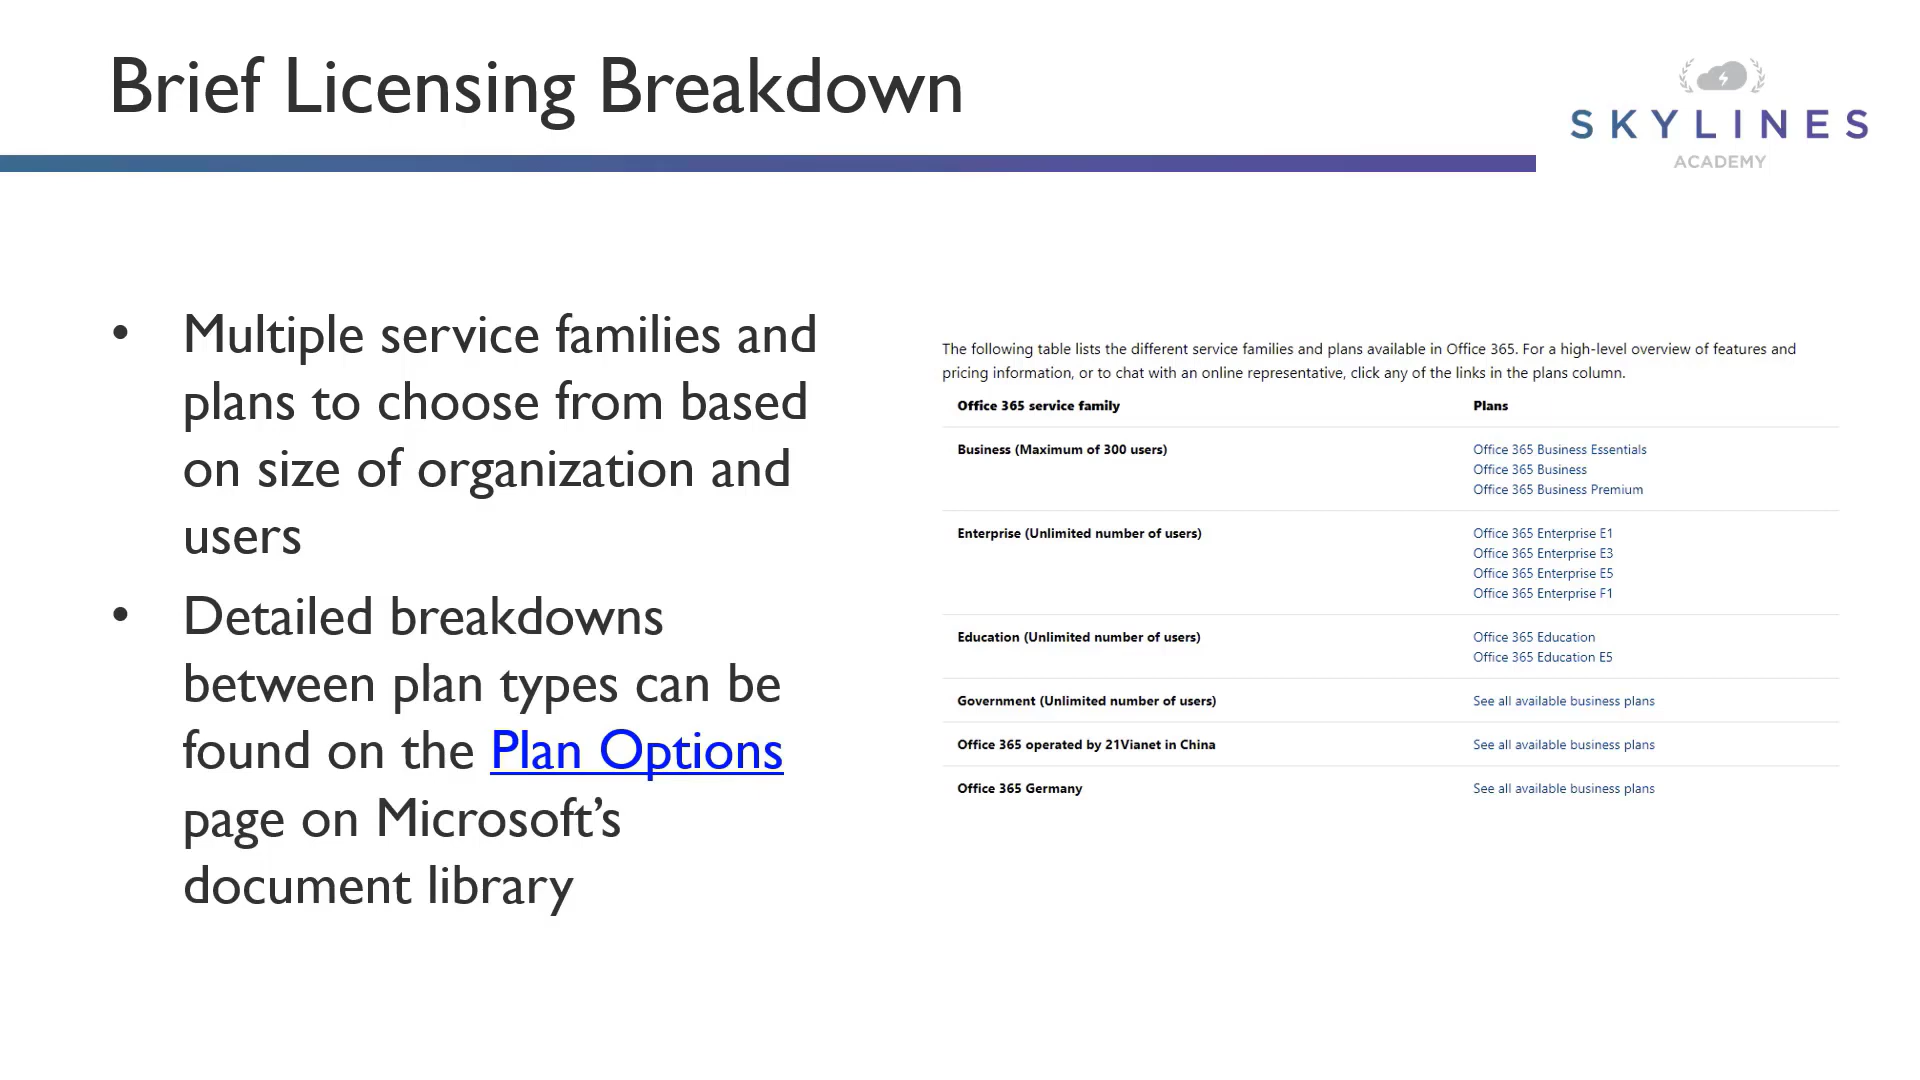 Brief Licensing Breakdown
SKYLINES
ACADEMY
• Multiple service families and
plans to choose from based
on size of organization and
users
• Detailed breakdowns
between plan types can be
found on the Plan Options
page on Microsoft’s
document library
The following table lists the different service families and plans available in Office 365. For a high-level overview of features and
pricing information, or to chat with an online representative, click any of the links in the plans column.
Office 365 service family Plans
Business (Maximum of 300 users) Office 365 Business Essentials
Office 365 Business
Office 365 Business Premium
Enterprise (Unlimited number of users) Office 365 Enterprise E1
Office 365 Enterprise E3
Office 365 Enterprise E5
Office 365 Enterprise F1
Education (Unlimited number of users) Office 365 Education
Office 365 Education E5
Government (Unlimited number of users) See all available business plans
Office 365 operated by 21Vianet in China See all available business plans
Office 365 Germany See all available business plans